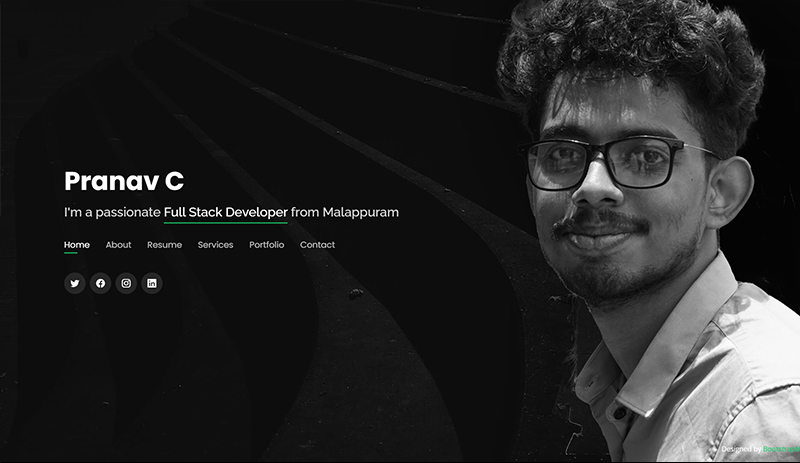 Pranav C
I'm a passionate Full Stack Developer from Malappuram
Home About Resume Services Portfolio Contact
Designed by